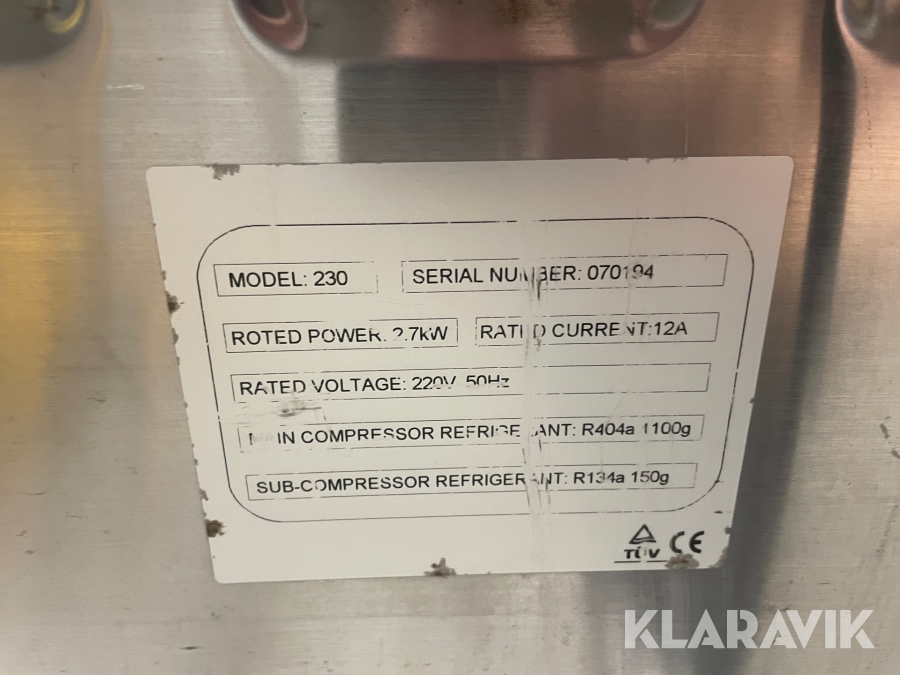 MODEL: 230
SERIAL NUMBER: 070194
ROTED POWER: 2.7kW
RATED CURRENT:12A
RATED VOLTAGE: 220V 50Hz
MAIN COMPRESSOR REFRIGERANT: R404a 1100g
SUB-COMPRESSOR REFRIGERANT: R134a 150g
TÜV CE
KLARAVIK